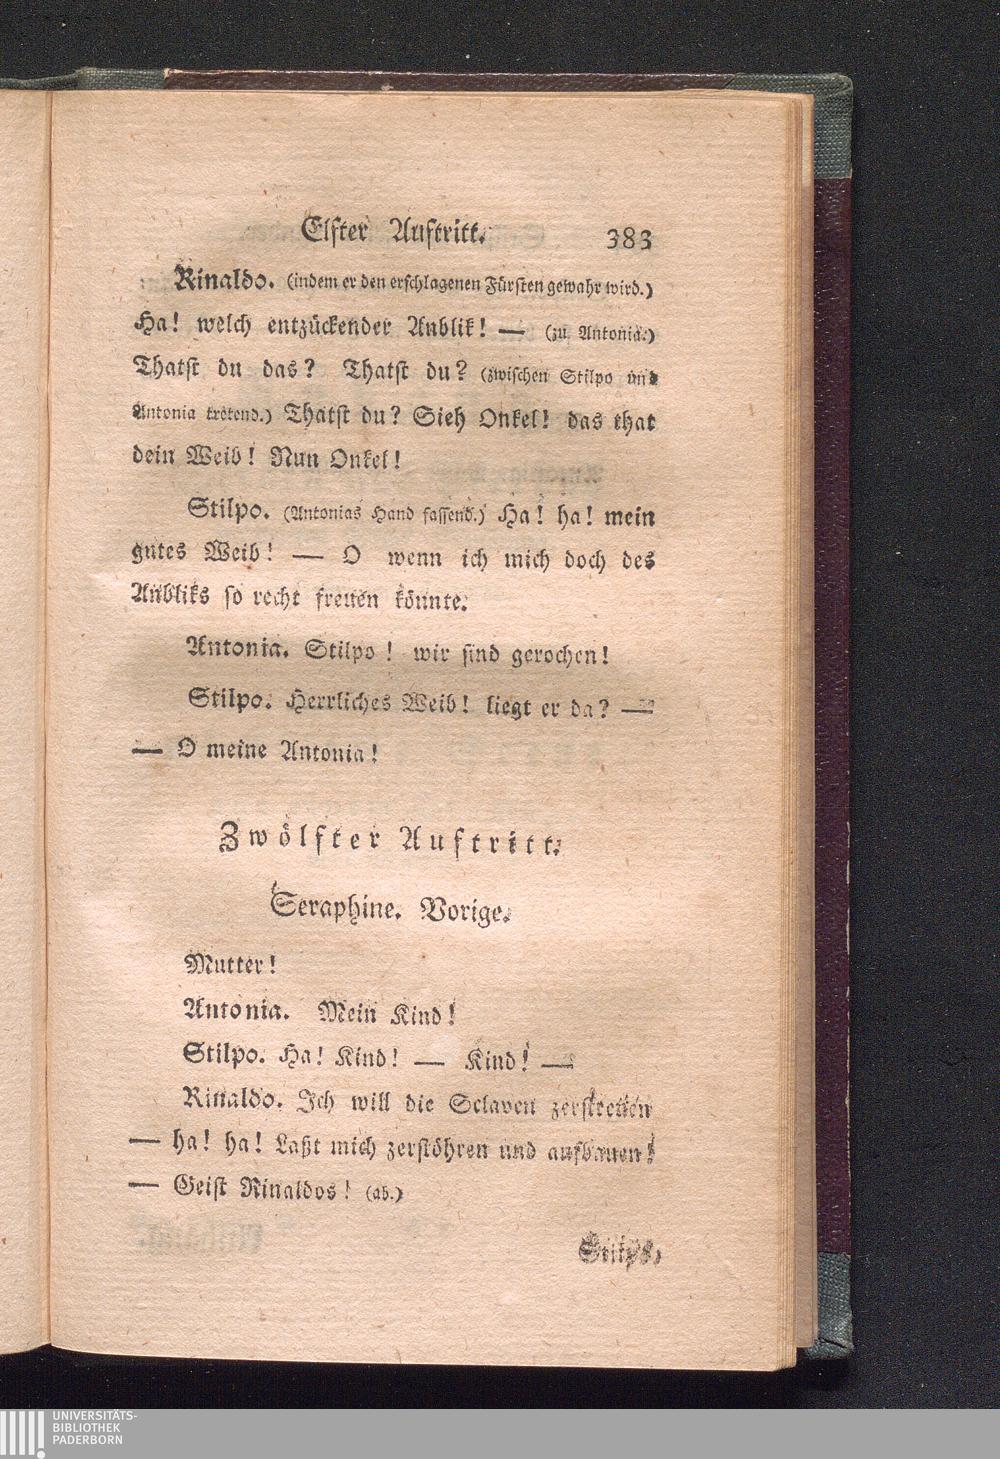 Elfter Auftritt. 383
Rinaldo. (indem er den erschlagenen Fürsten gewahr wird.)
Ha! welch entzückender Anblik! — (zu Antonia.)
Thatst du das? Thatst du? (zwischen Stilpo und
Antonia tretend.) Thatst du? Sieh Onkel! das that
dein Weib! Nun Onkel!
Stilpo. (Antonias Hand fassend.) Ha! ha! mein
gutes Weib! — O wenn ich mich doch des
Anbliks so recht freuen könnte.
Antonia. Stilpo! wir sind gerochen!
Stilpo. Herrliches Weib! liegt er da? —
— O meine Antonia!
Zwölfter Auftritt.
Seraphine. Vorige.
Mutter!
Antonia. Mein Kind!
Stilpo. Ha! Kind! — Kind! —
Rinaldo. Ich will die Sclaven zerstreuen
— ha! ha! Laßt mich zerstöhren und aufbauen!
— Geist Rinaldos! (ab.)
Stilpo.
UNIVERSITÄTS-
BIBLIOTHEK
PADERBORN